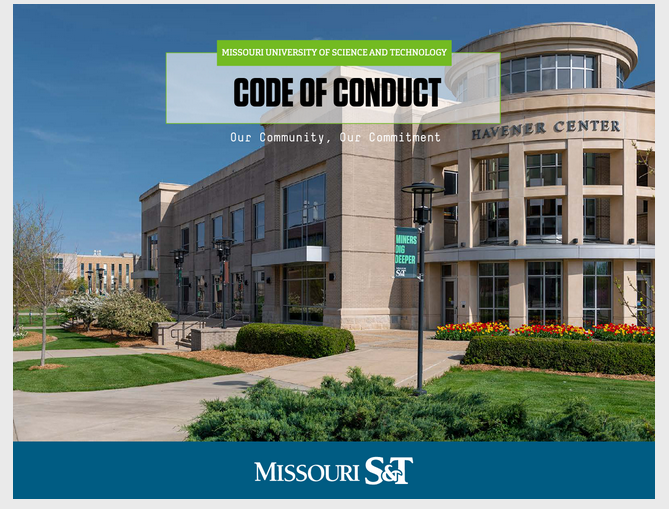 MISSOURI UNIVERSITY OF SCIENCE AND TECHNOLOGY
CODE OF CONDUCT
Our Community, Our Commitment
HAVENER CENTER
MINERS
DIG
DEEPER
S&T
MISSOURI S&T